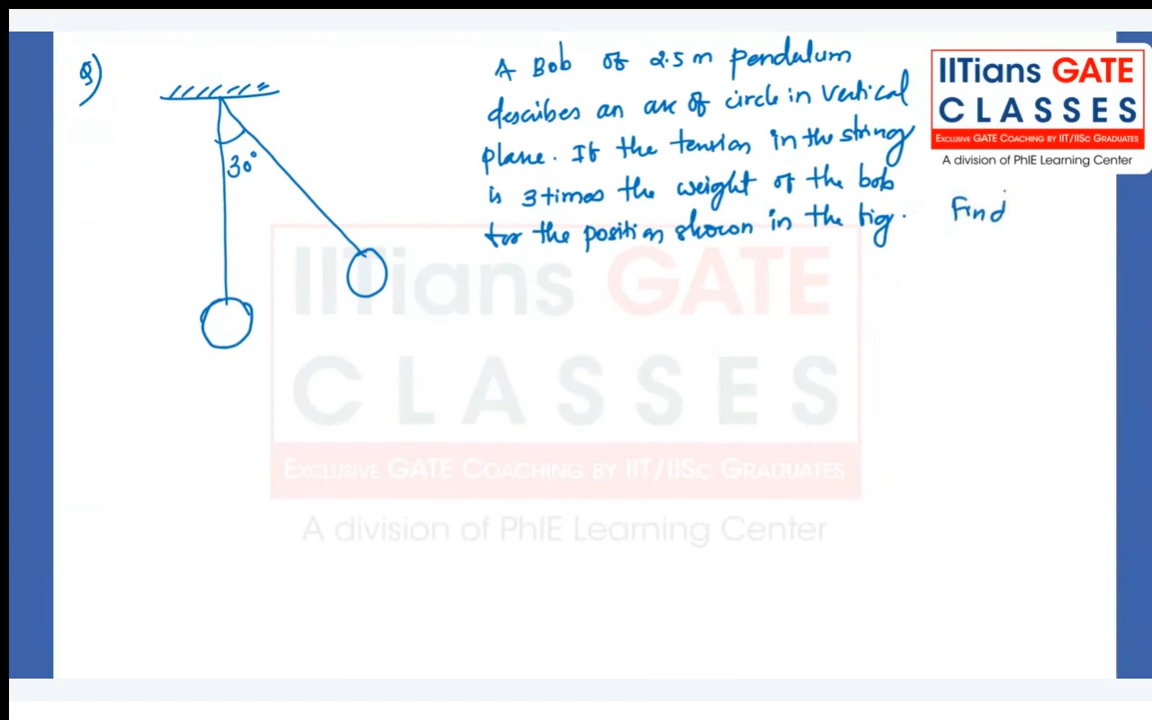 Q)
30°
A Bob of 2.5 m pendulum
describes an arc of circle in vertical
plane. If the tension in the string
is 3 times the weight of the bob
for the position shown in the fig. Find
IITians GATE
CLASSES
EXCLUSIVE GATE COACHING BY IIT/IISc GRADUATES
A division of PhIE Learning Center
IITians GATE
CLASSES
EXCLUSIVE GATE COACHING BY IIT/IISc GRADUATES
A division of PhIE Learning Center